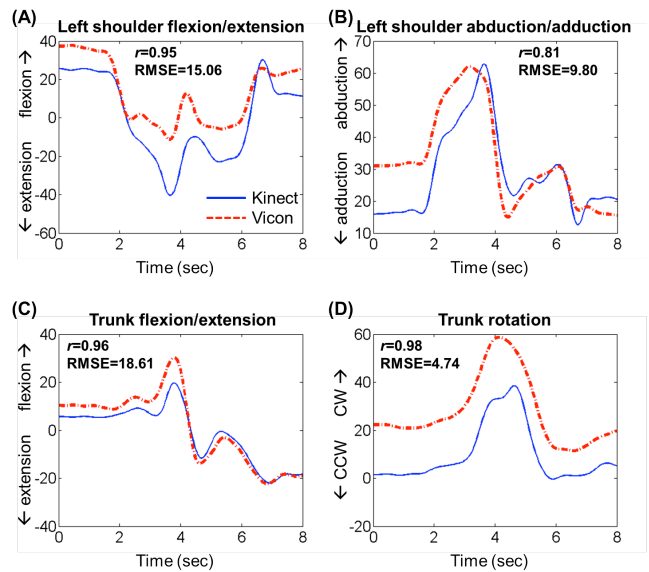 (A)
Left shoulder flexion/extension
r=0.95
RMSE=15.06
← extension   flexion →
40
20
0
-20
-40
-60
Kinect
Vicon
0 2 4 6 8
Time (sec)
(B)
Left shoulder abduction/adduction
r=0.81
RMSE=9.80
← adduction   abduction →
70
60
50
40
30
20
10
0 2 4 6 8
Time (sec)
(C)
Trunk flexion/extension
r=0.96
RMSE=18.61
← extension   flexion →
40
20
0
-20
-40
0 2 4 6 8
Time (sec)
(D)
Trunk rotation
r=0.98
RMSE=4.74
← CCW   CW →
60
40
20
0
-20
0 2 4 6 8
Time (sec)